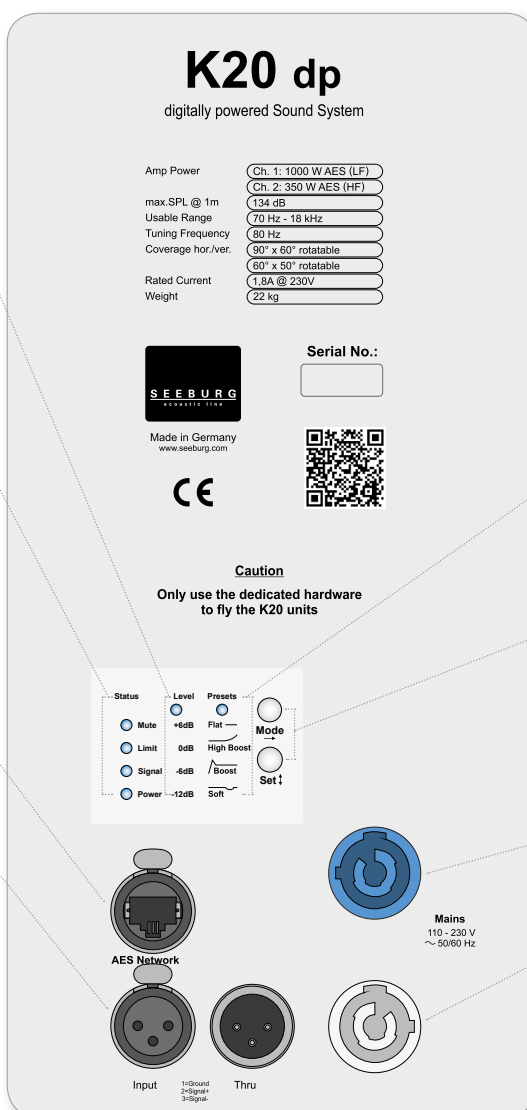 K20 dp
digitally powered Sound System
Amp Power Ch. 1: 1000 W AES (LF)
Ch. 2: 350 W AES (HF)
max.SPL @ 1m 134 dB
Usable Range 70 Hz - 18 kHz
Tuning Frequency 80 Hz
Coverage hor./ver. 90° x 60° rotatable
60° x 50° rotatable
Rated Current 1,8A @ 230V
Weight 22 kg
Serial No.:
SEEBURG
acoustic line
Made in Germany
www.seeburg.com
CE
Caution
Only use the dedicated hardware
to fly the K20 units
Status Level Presets
Mute +6dB Flat
Mode →
Limit 0dB High Boost
Signal -6dB Boost
Set ↕
Power -12dB Soft
AES Network
Mains
110 - 230 V
~ 50/60 Hz
Input
1=Ground
2=Signal+
3=Signal-
Thru